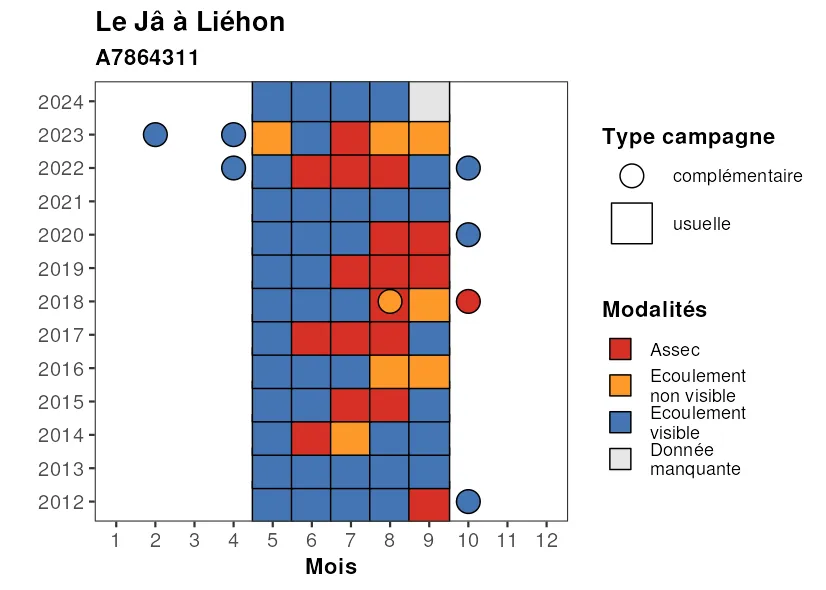 Le Jâ à Liéhon
A7864311
2024
2023
2022
2021
2020
2019
2018
2017
2016
2015
2014
2013
2012
1 2 3 4 5 6 7 8 9 10 11 12
Mois
Type campagne
complémentaire
usuelle
Modalités
Assec
Ecoulement
non visible
Ecoulement
visible
Donnée
manquante